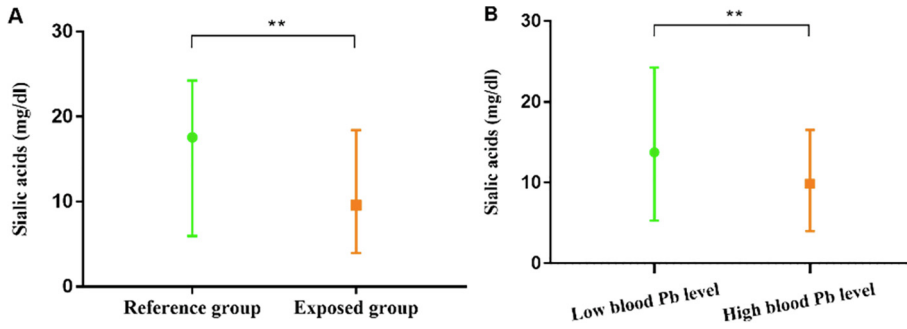 A
**
30
20
10
0
Sialic acids (mg/dl)
Reference group
Exposed group
B
**
30
20
10
0
Sialic acids (mg/dl)
Low blood Pb level
High blood Pb level